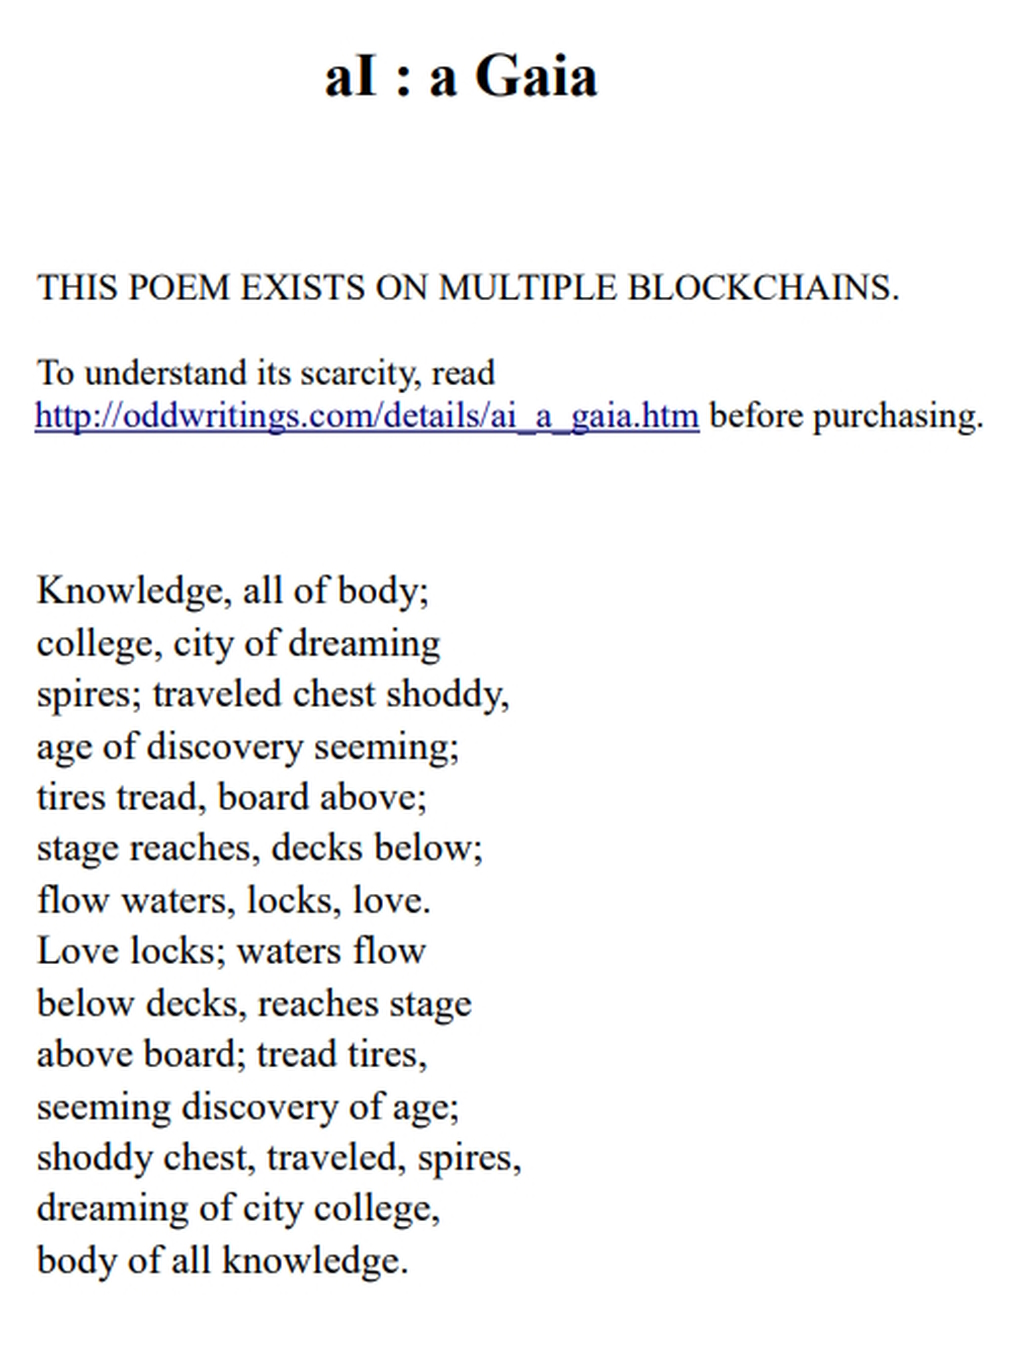 aI : a Gaia
THIS POEM EXISTS ON MULTIPLE BLOCKCHAINS.
To understand its scarcity, read
http://oddwritings.com/details/ai_a_gaia.htm before purchasing.
Knowledge, all of body;
college, city of dreaming
spires; traveled chest shoddy,
age of discovery seeming;
tires tread, board above;
stage reaches, decks below;
flow waters, locks, love.
Love locks; waters flow
below decks, reaches stage
above board; tread tires,
seeming discovery of age;
shoddy chest, traveled, spires,
dreaming of city college,
body of all knowledge.